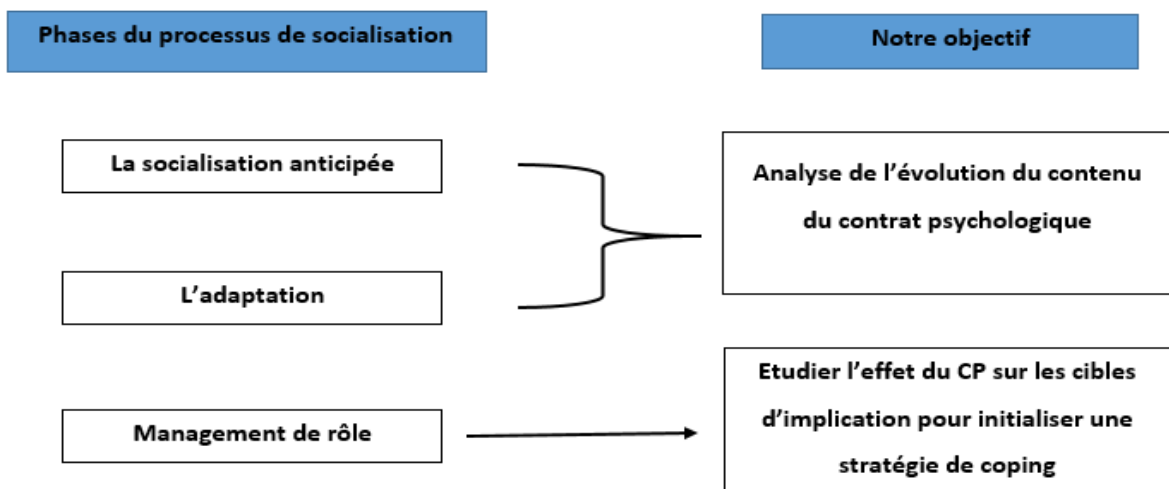 Phases du processus de socialisation
Notre objectif
La socialisation anticipée
L'adaptation
Analyse de l'évolution du contenu
du contrat psychologique
Management de rôle
Etudier l'effet du CP sur les cibles
d'implication pour initialiser une
stratégie de coping